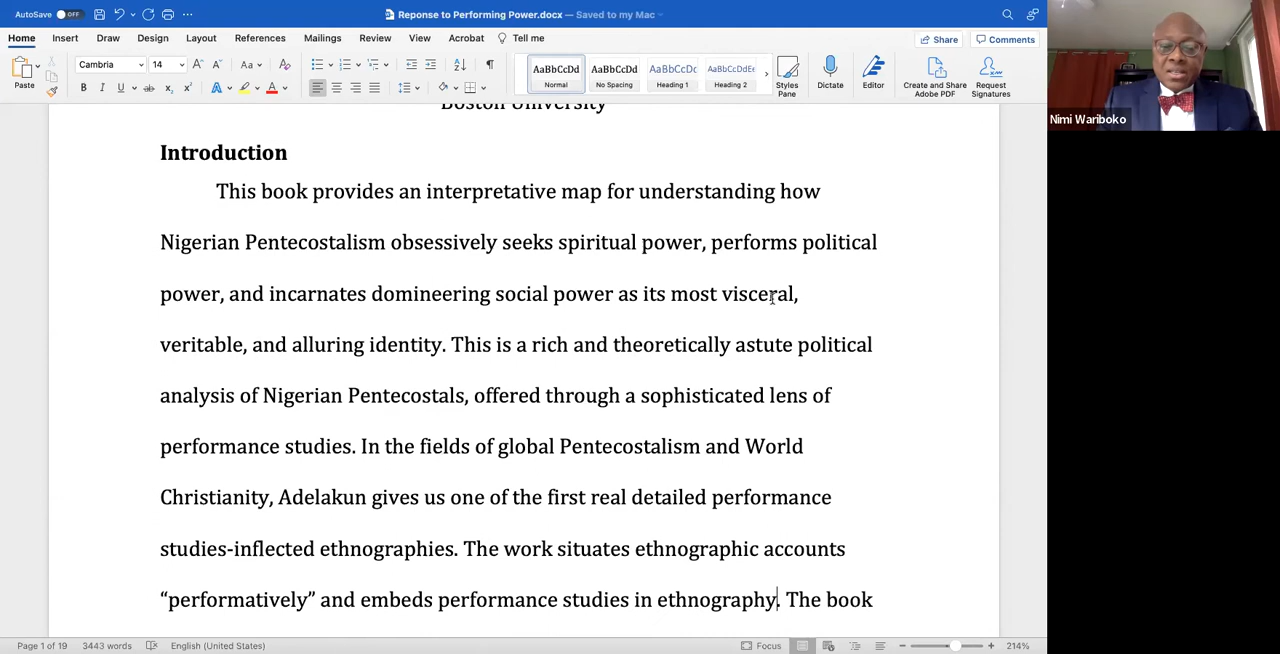 AutoSave OFF Reponse to Performing Power.docx — Saved to my Mac
Home Insert Draw Design Layout References Mailings Review View Acrobat Tell me Share Comments
Paste Cambria 14 Aa AaBbCcDd AaBbCcDd AaBbCcDc AaBbCcDdEe
Normal No Spacing Heading 1 Heading 2 Styles Pane Dictate Editor Create and Share Adobe PDF Request Signatures
Boston University
Introduction
This book provides an interpretative map for understanding how
Nigerian Pentecostalism obsessively seeks spiritual power, performs political
power, and incarnates domineering social power as its most visceral,
veritable, and alluring identity. This is a rich and theoretically astute political
analysis of Nigerian Pentecostals, offered through a sophisticated lens of
performance studies. In the fields of global Pentecostalism and World
Christianity, Adelakun gives us one of the first real detailed performance
studies-inflected ethnographies. The work situates ethnographic accounts
“performatively” and embeds performance studies in ethnography. The book
Page 1 of 19 3443 words English (United States) Focus 214%
Nimi Wariboko